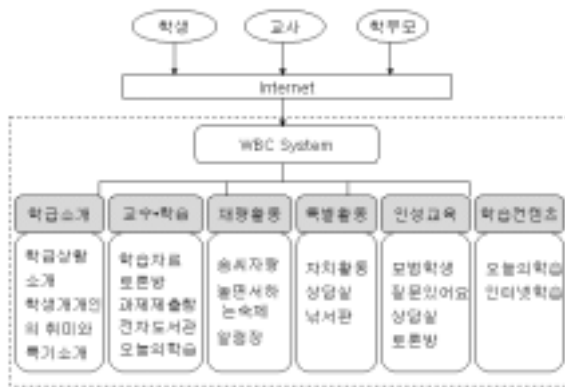 학생
교사
학부모
Internet
WBC System
학급소개
교수•학습
재량활동
특별활동
인성교육
학습컨텐츠
학급상황
소개
학생개개인
의 취미와
특기소개
학습자료
토론방
과제제출방
전자도서관
오늘의학습
솜씨자랑
놀면서하
는숙제
알림장
자치활동
상담실
낙서판
모범학생
질문있어요
상담실
토론방
오늘의학습
인터넷학습